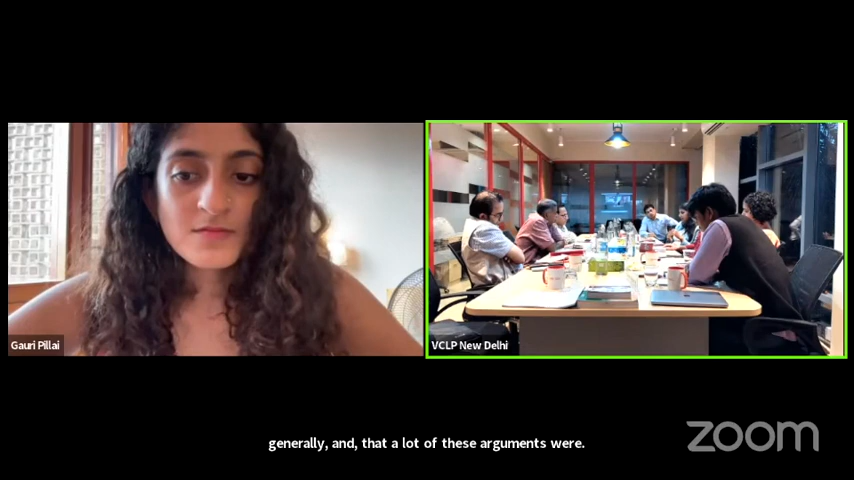 Gauri Pillai
VCLP New Delhi
generally, and, that a lot of these arguments were.
zoom